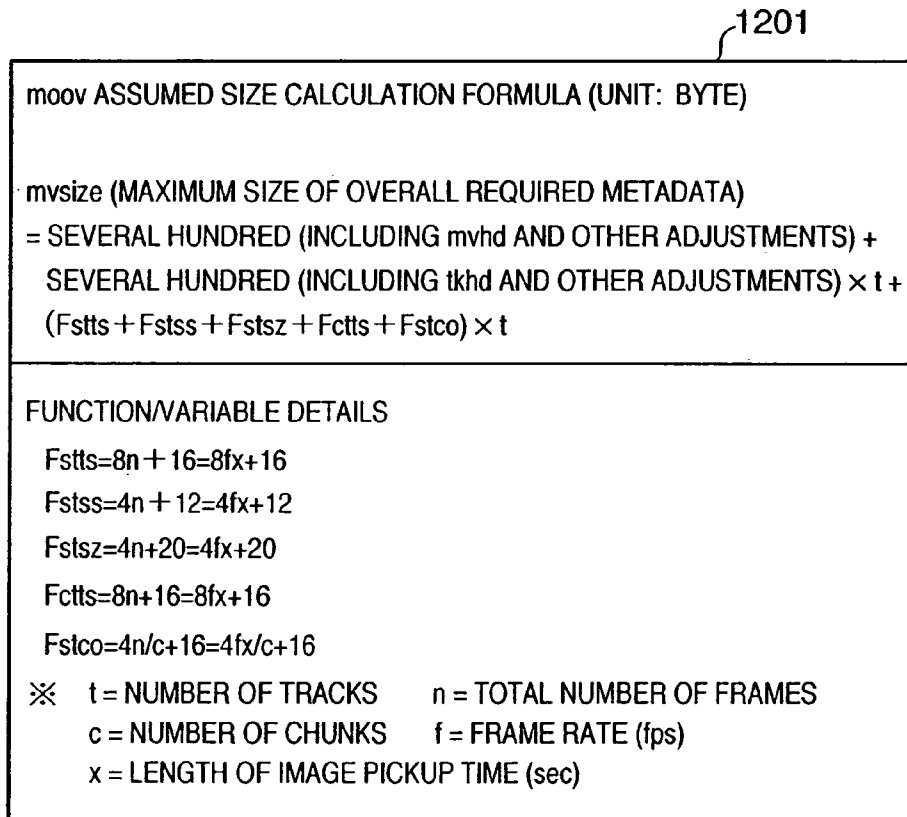 1201
moov ASSUMED SIZE CALCULATION FORMULA (UNIT: BYTE)
mvsize (MAXIMUM SIZE OF OVERALL REQUIRED METADATA)
= SEVERAL HUNDRED (INCLUDING mvhd AND OTHER ADJUSTMENTS) +
SEVERAL HUNDRED (INCLUDING tkhd AND OTHER ADJUSTMENTS) × t +
(Fstts+Fstss+Fstsz+Fctts+Fstco) × t
FUNCTION/VARIABLE DETAILS
Fstts=8n+16=8fx+16
Fstss=4n+12=4fx+12
Fstsz=4n+20=4fx+20
Fctts=8n+16=8fx+16
Fstco=4n/c+16=4fx/c+16
※ t = NUMBER OF TRACKS n = TOTAL NUMBER OF FRAMES
c = NUMBER OF CHUNKS f = FRAME RATE (fps)
x = LENGTH OF IMAGE PICKUP TIME (sec)